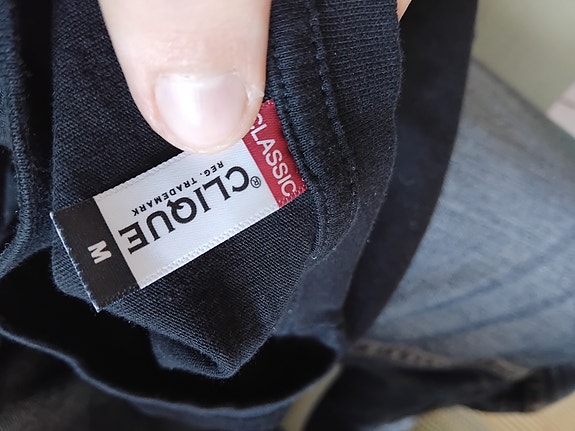 CLASSIC
CLIQUE®
REG. TRADEMARK
M